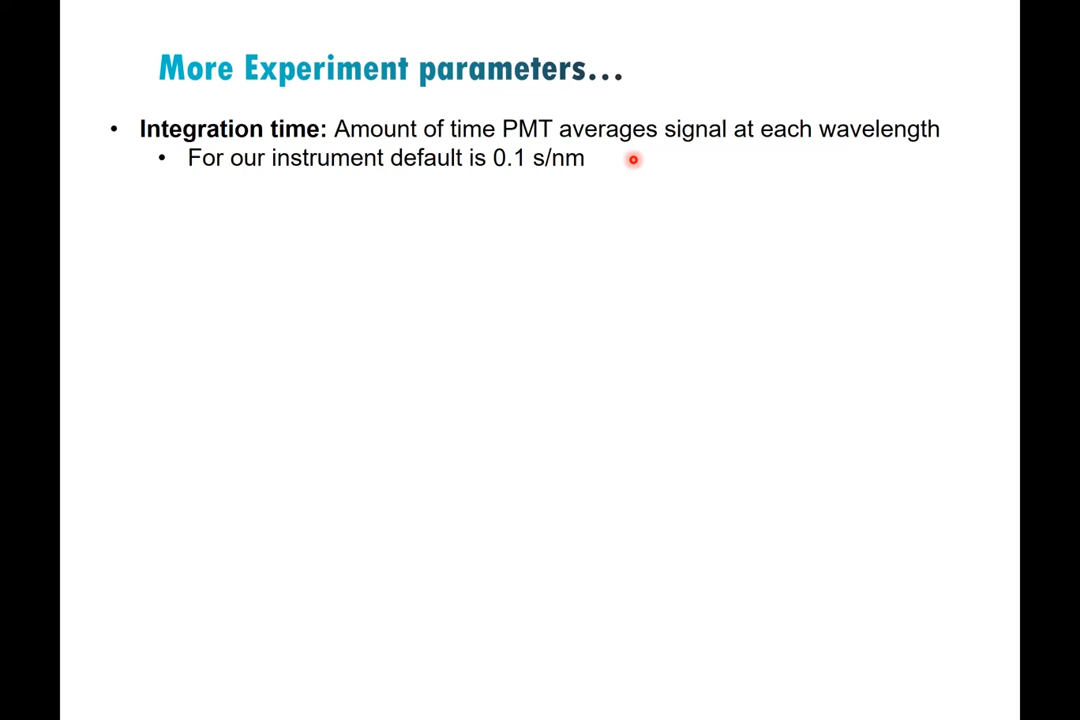 More Experiment parameters...
• Integration time: Amount of time PMT averages signal at each wavelength
• For our instrument default is 0.1 s/nm